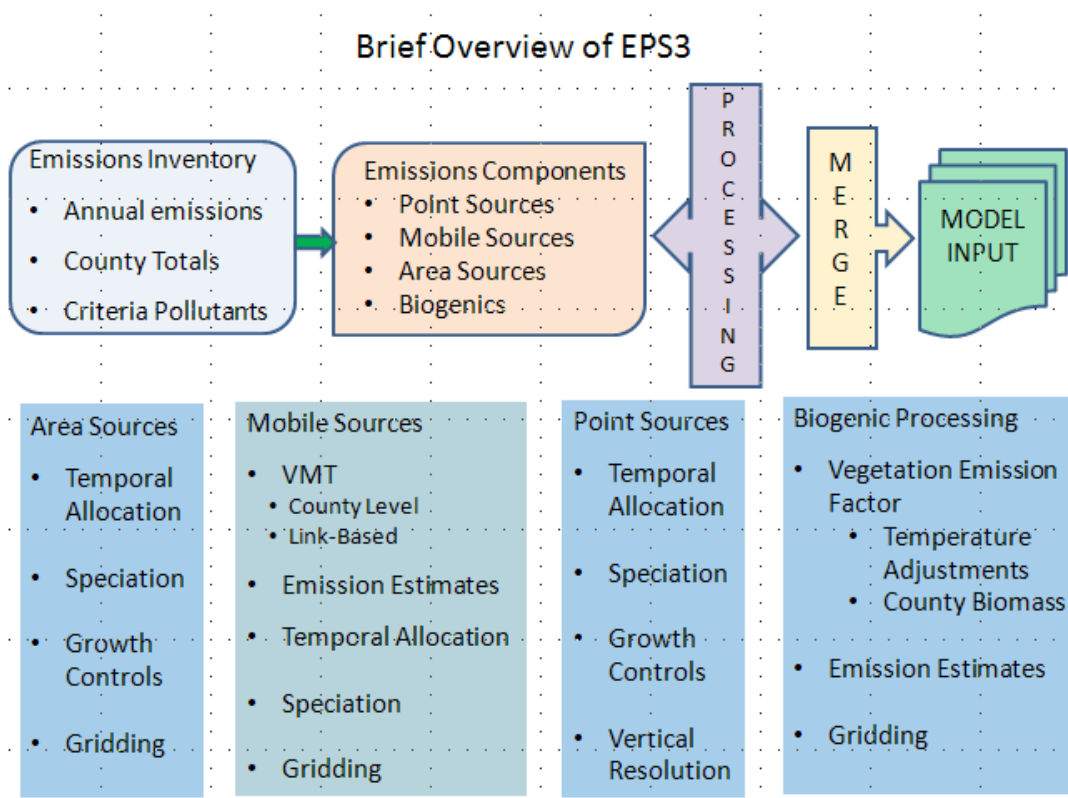 Brief Overview of EPS3
Emissions Inventory
• Annual emissions
• County Totals
• Criteria Pollutants
Emissions Components
• Point Sources
• Mobile Sources
• Area Sources
• Biogenics
PROCESSING
MERGE
MODEL
INPUT
Area Sources
• Temporal
Allocation
• Speciation
• Growth
Controls
• Gridding
Mobile Sources
• VMT
• County Level
• Link-Based
• Emission Estimates
• Temporal Allocation
• Speciation
• Gridding
Point Sources
• Temporal
Allocation
• Speciation
• Growth
Controls
• Vertical
Resolution
Biogenic Processing
• Vegetation Emission
Factor
• Temperature
Adjustments
• County Biomass
• Emission Estimates
• Gridding